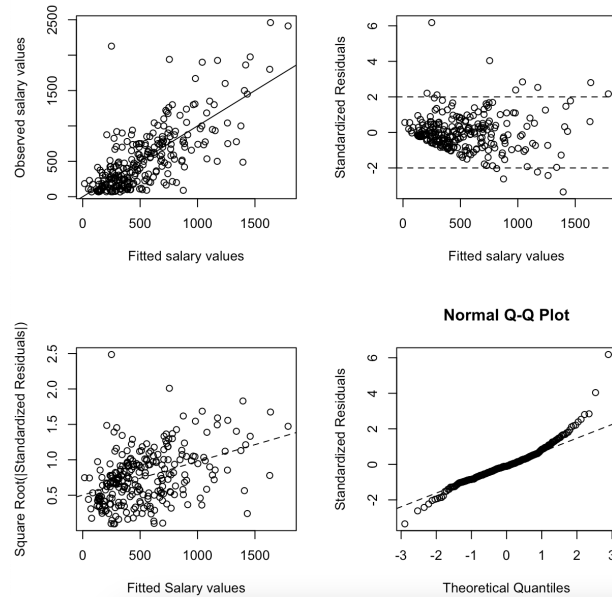 Observed salary values
2500
1500
500
0
0 500 1000 1500
Fitted salary values
Standardized Residuals
6
4
2
0
-2
0 500 1000 1500
Fitted salary values
Square Root(|Standardized Residuals|)
2.5
2.0
1.5
1.0
0.5
0 500 1000 1500
Fitted Salary values
Normal Q-Q Plot
Standardized Residuals
6
4
2
0
-2
-3 -2 -1 0 1 2 3
Theoretical Quantiles